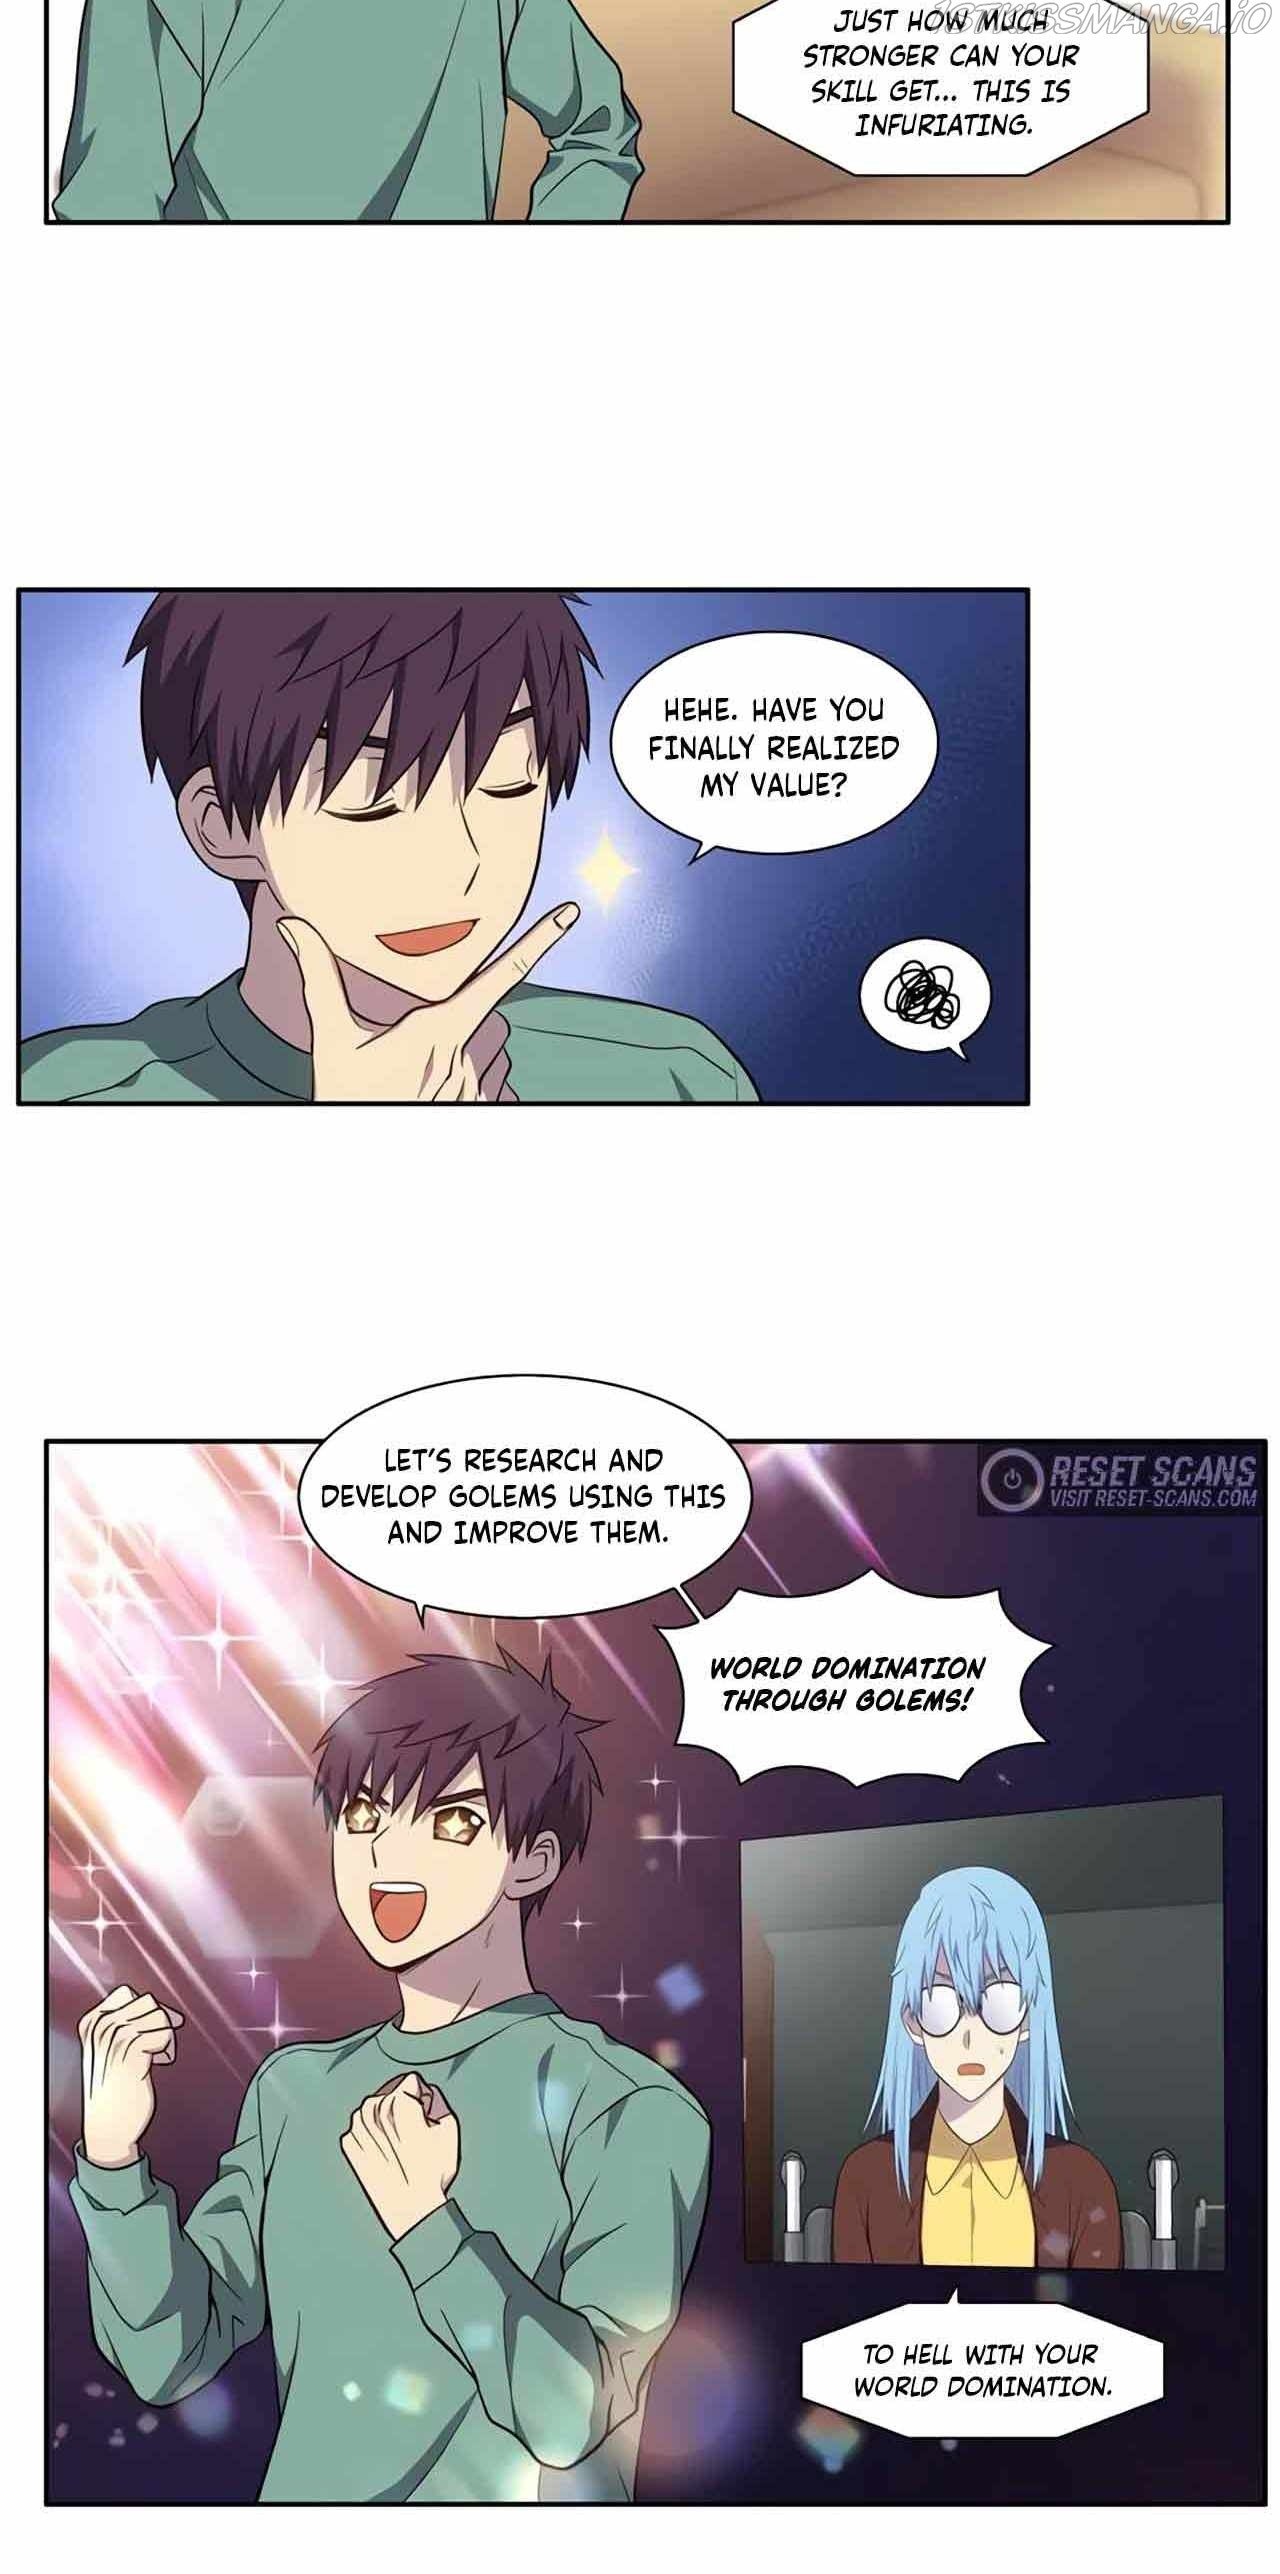 1STKISSMANGA.IO
JUST HOW MUCH
STRONGER CAN YOUR
SKILL GET... THIS IS
INFURIATING.
HEHE. HAVE YOU
FINALLY REALIZED
MY VALUE?
LET'S RESEARCH AND
DEVELOP GOLEMS USING THIS
AND IMPROVE THEM.
RESET SCANS
VISIT RESET-SCANS.COM
WORLD DOMINATION
THROUGH GOLEMS!
TO HELL WITH YOUR
WORLD DOMINATION.